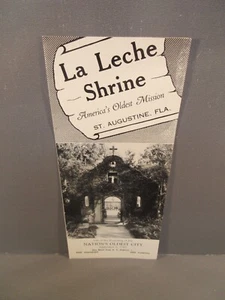 La Leche
Shrine
America's Oldest Mission
ST. AUGUSTINE, FLA.
NATION'S OLDEST CITY